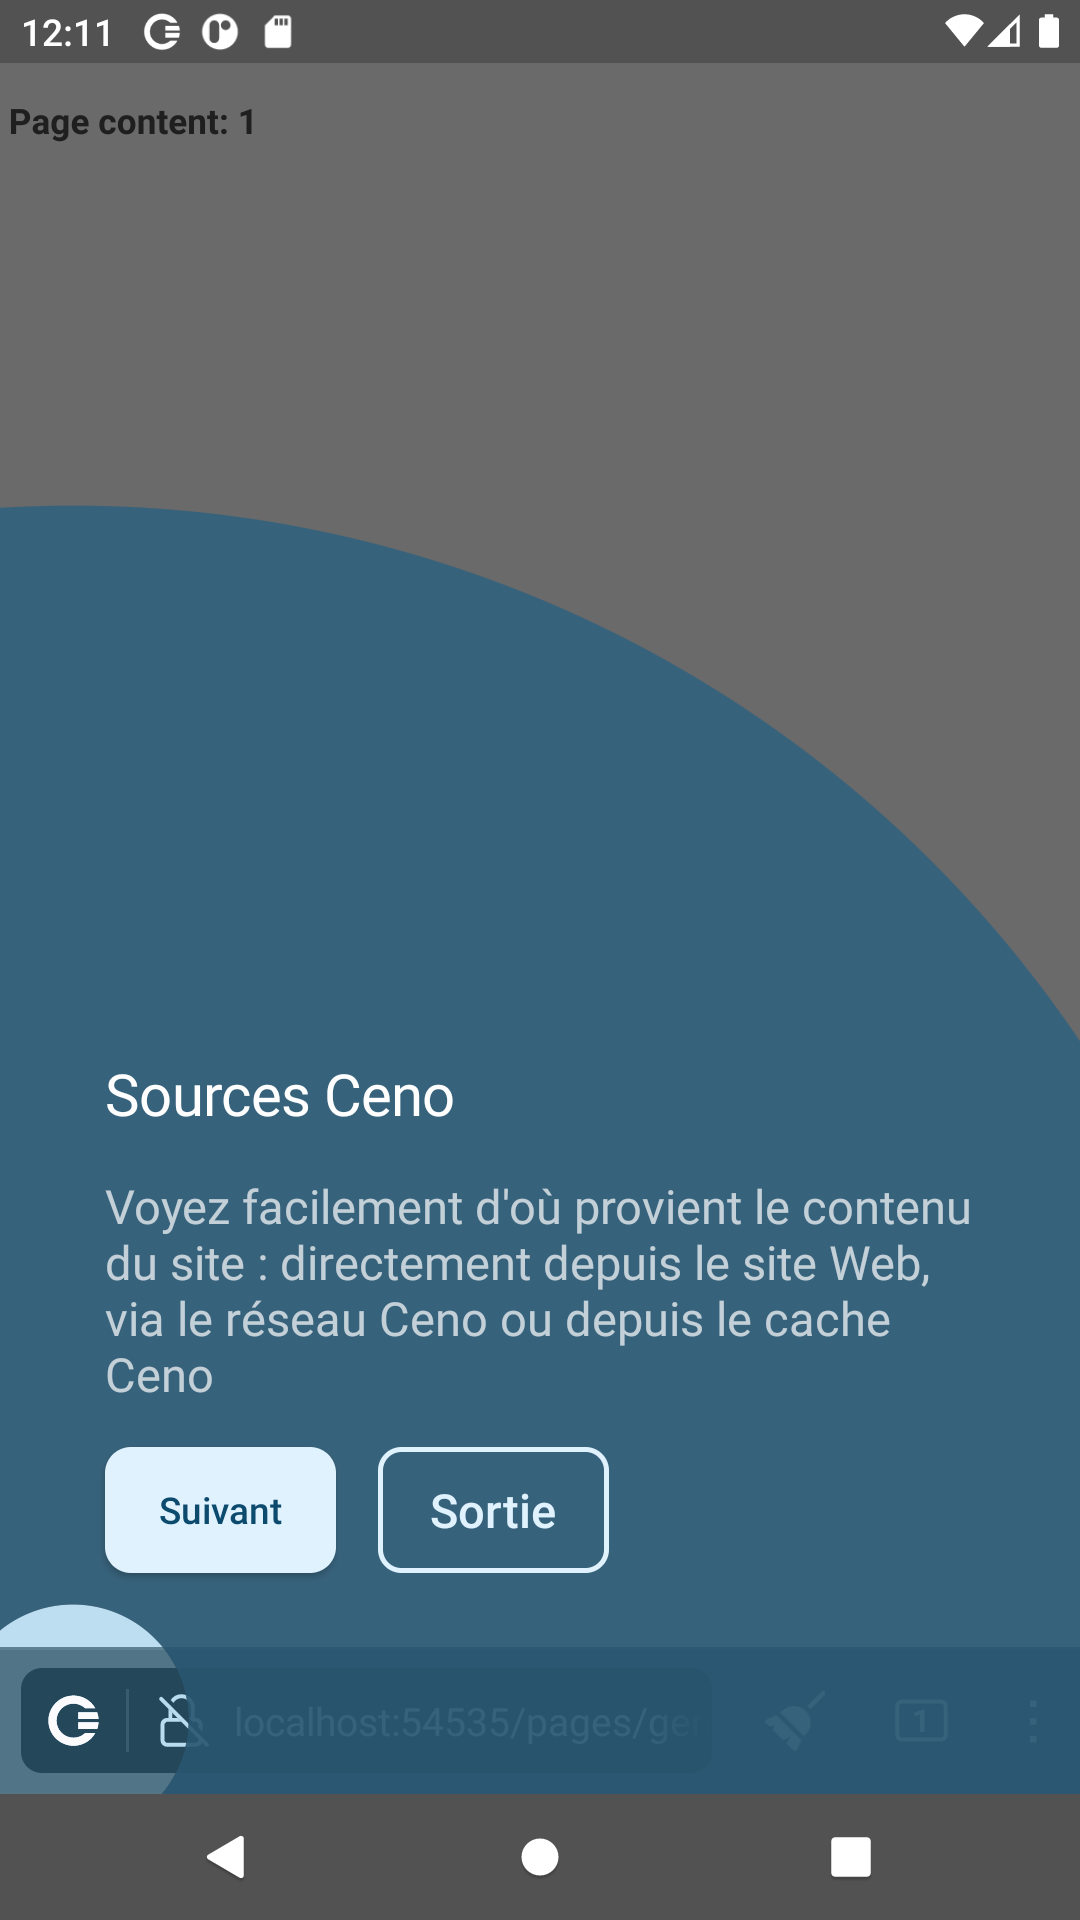 12:11
Page content: 1
Sources Ceno
Voyez facilement d'où provient le contenu
du site : directement depuis le site Web,
via le réseau Ceno ou depuis le cache
Ceno
Suivant
Sortie
localhost:54535/pages/ger
1